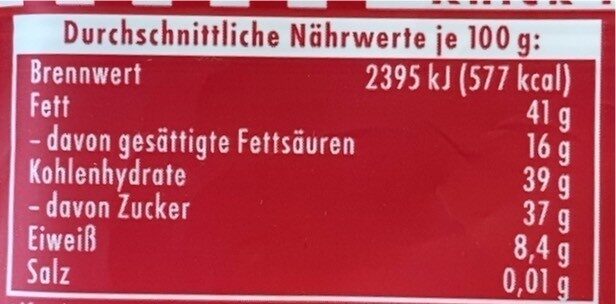 Durchschnittliche Nährwerte je 100 g:
Brennwert 2395 kJ (577 kcal)
Fett 41 g
– davon gesättigte Fettsäuren 16 g
Kohlenhydrate 39 g
– davon Zucker 37 g
Eiweiß 8,4 g
Salz 0,01 g